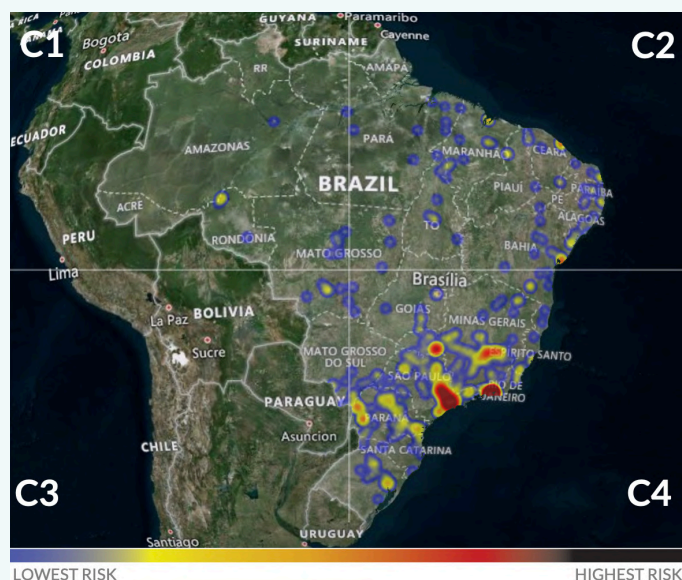 GUYANA
Paramaribo
C1
C2
Bogota
Cayenne
SURINAME
COLOMBIA
RR
AMAPÁ
ECUADOR
AMAZONAS
PARÁ
MARANHÃ
CEARÁ
BRAZIL
PIAUÍ
PARAÍBA
PE
ACRE
ALAGOAS
TO
PERU
RONDÔNIA
BAHIA
MATO GROSSO
Lima
Brasília
BOLIVIA
GOIÁS
La Paz
MINAS GERAIS
Sucre
MATO GROSSO
DO SUL
PIRITO SANTO
SÃO PAULO
RIO DE
JANEIRO
PARAGUAY
PARANÁ
Asuncion
CHILE
SANTA CATARINA
C3
C4
URUGUAY
Santiago
LOWEST RISK
HIGHEST RISK